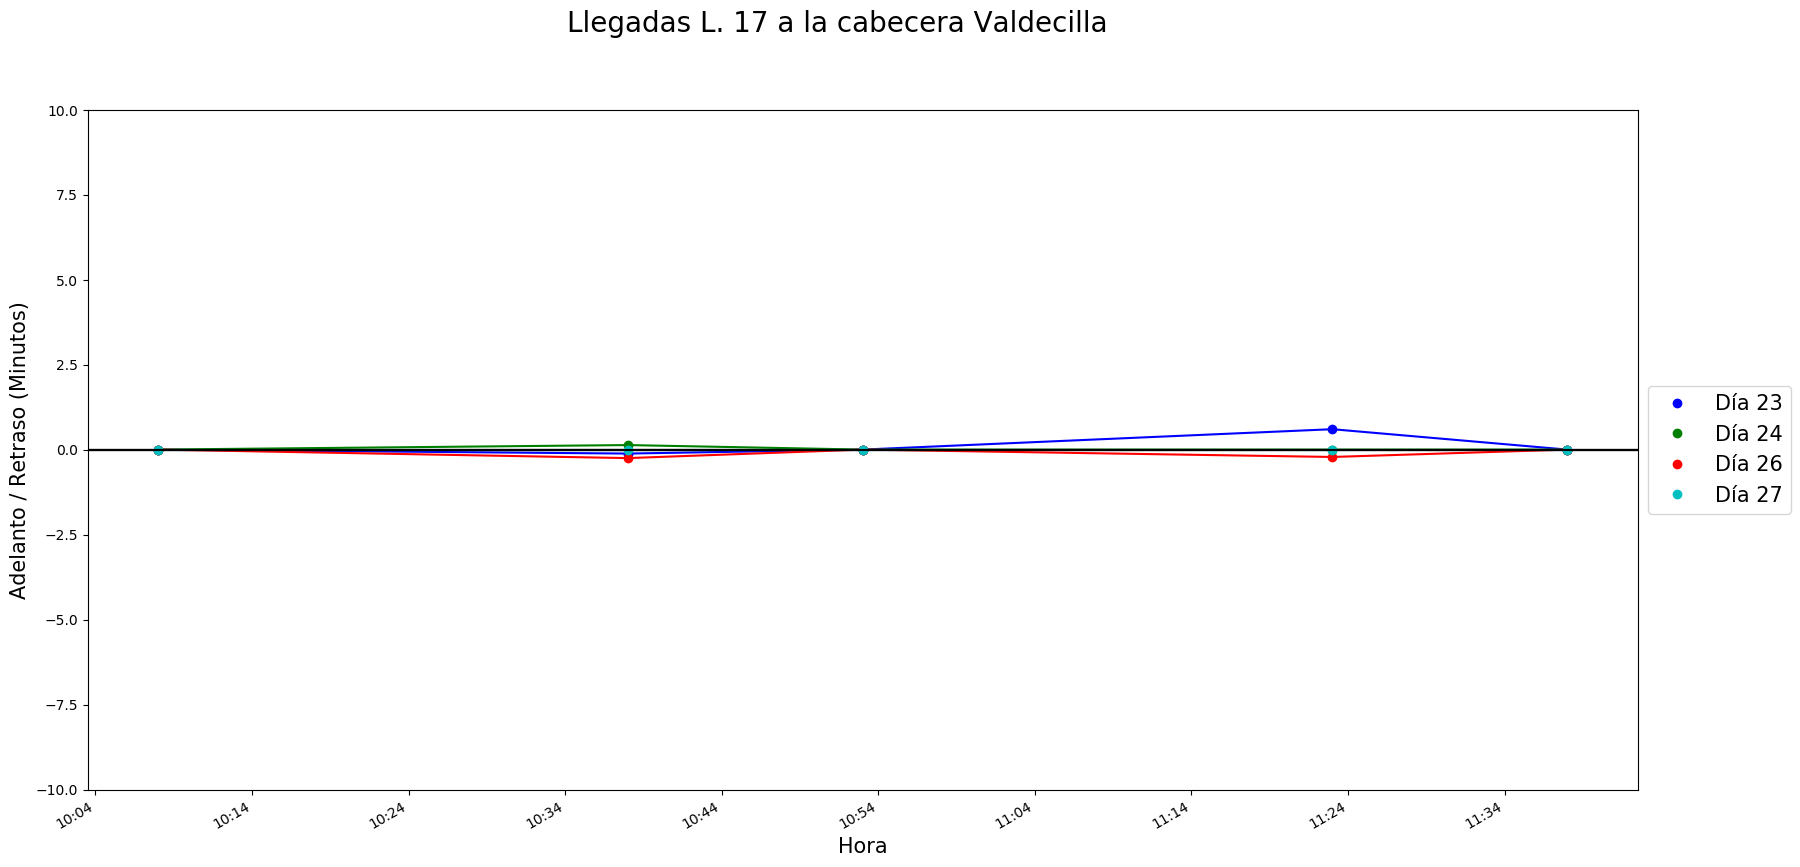 Llegadas L. 17 a la cabecera Valdecilla
Adelanto / Retraso (Minutos)
10.0
7.5
5.0
2.5
0.0
−2.5
−5.0
−7.5
−10.0
10:04
10:14
10:24
10:34
10:44
10:54
11:04
11:14
11:24
11:34
Hora
Día 23
Día 24
Día 26
Día 27